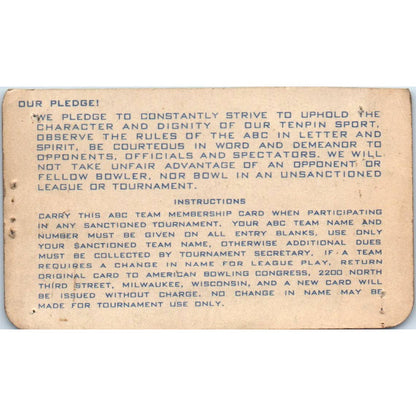 OUR PLEDGE!
WE PLEDGE TO CONSTANTLY STRIVE TO UPHOLD THE
CHARACTER AND DIGNITY OF OUR TENPIN SPORT,
OBSERVE THE RULES OF THE ABC IN LETTER AND
SPIRIT, BE COURTEOUS IN WORD AND DEMEANOR TO
OPPONENTS, OFFICIALS AND SPECTATORS. WE WILL
NOT TAKE UNFAIR ADVANTAGE OF AN OPPONENT OR
FELLOW BOWLER, NOR BOWL IN AN UNSANCTIONED
LEAGUE OR TOURNAMENT.
INSTRUCTIONS
CARRY THIS ABC TEAM MEMBERSHIP CARD WHEN PARTICIPATING
IN ANY SANCTIONED TOURNAMENT. YOUR ABC TEAM NAME AND
NUMBER MUST BE GIVEN ON ALL ENTRY BLANKS. USE ONLY
YOUR SANCTIONED TEAM NAME, OTHERWISE ADDITIONAL DUES
MUST BE COLLECTED BY TOURNAMENT SECRETARY. IF A TEAM
REQUIRES A CHANGE IN NAME FOR LEAGUE PLAY, RETURN
ORIGINAL CARD TO AMERICAN BOWLING CONGRESS, 2200 NORTH
THIRD STREET, MILWAUKEE, WISCONSIN, AND A NEW CARD WILL
BE ISSUED WITHOUT CHARGE. NO CHANGE IN NAME MAY BE
MADE FOR TOURNAMENT USE ONLY.